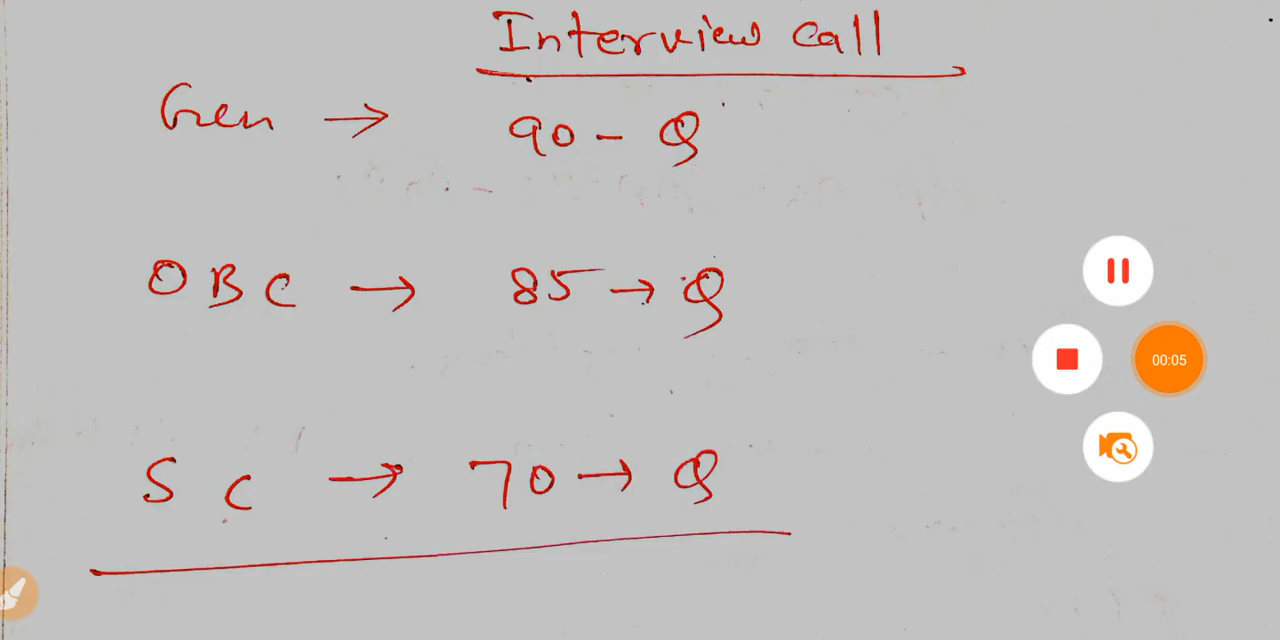 Interview call
Gen → 90 - Q
OBC → 85 → Q
00:05
SC → 70 → Q